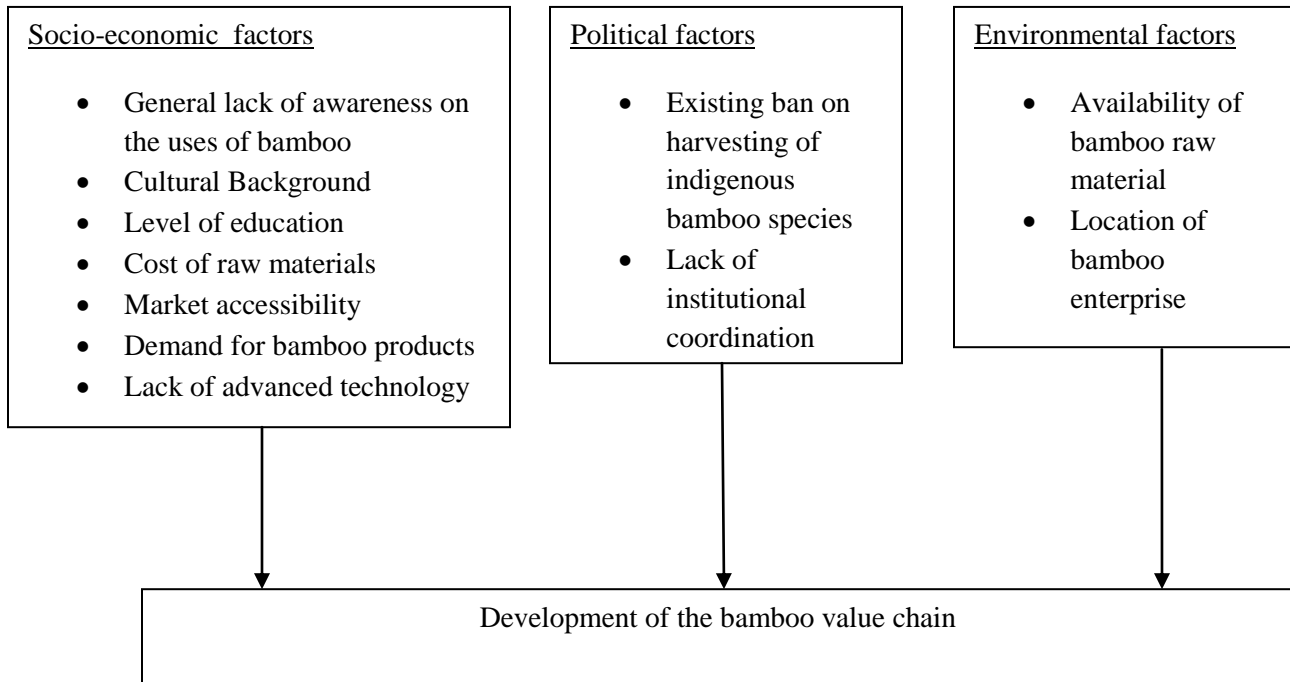 Socio-economic factors
• General lack of awareness on
the uses of bamboo
• Cultural Background
• Level of education
• Cost of raw materials
• Market accessibility
• Demand for bamboo products
• Lack of advanced technology
Political factors
• Existing ban on
harvesting of
indigenous
bamboo species
• Lack of
institutional
coordination
Environmental factors
• Availability of
bamboo raw
material
• Location of
bamboo
enterprise
Development of the bamboo value chain